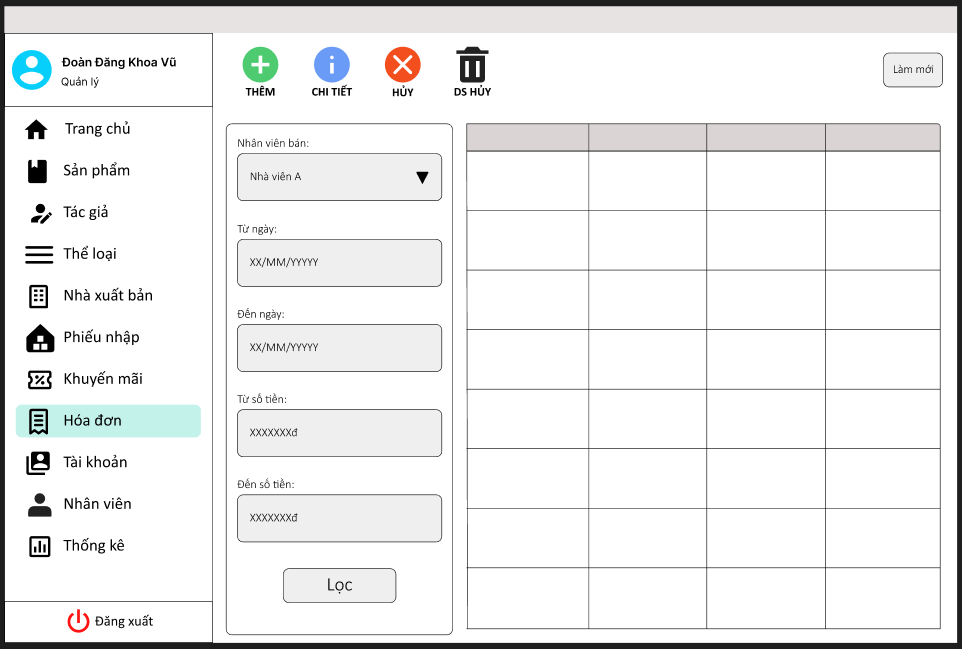 Đoàn Đăng Khoa Vũ
Quản lý
Trang chủ
Sản phẩm
Tác giả
Thể loại
Nhà xuất bản
Phiếu nhập
Khuyến mãi
Hóa đơn
Tài khoản
Nhân viên
Thống kê
Đăng xuất
THÊM
CHI TIẾT
HỦY
DS HỦY
Làm mới
Nhân viên bán:
Nhà viên A
Từ ngày:
XX/MM/YYYYY
Đến ngày:
XX/MM/YYYYY
Từ số tiền:
XXXXXXXđ
Đến số tiền:
XXXXXXXđ
Lọc